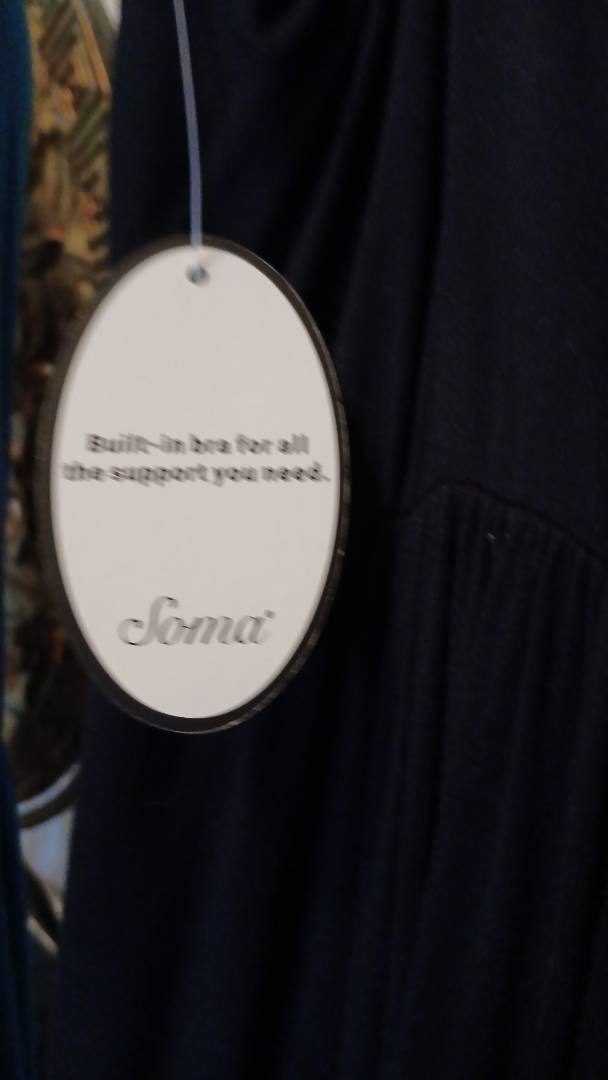 Built-in bra for all
the support you need.
Soma